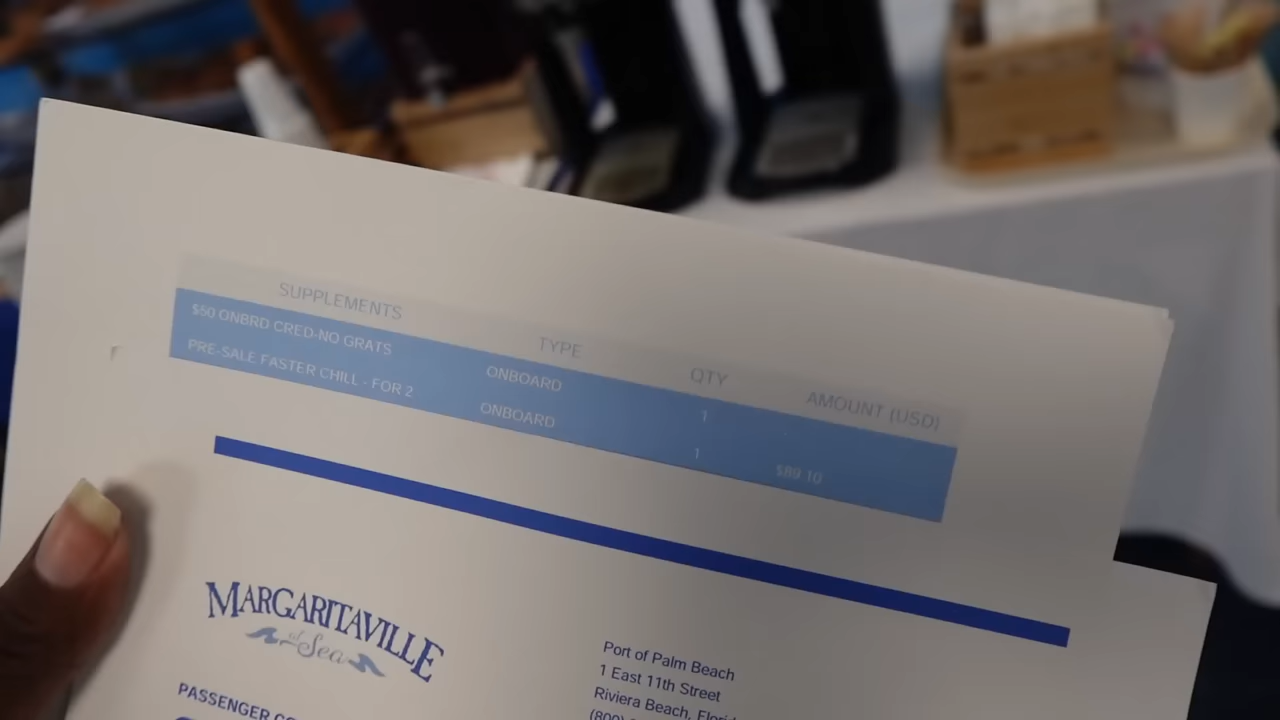 SUPPLEMENTS TYPE QTY AMOUNT (USD)
$50 ONBRD CRED-NO GRATS ONBOARD 1
PRE-SALE FASTER CHILL - FOR 2 ONBOARD 1 $89.10
MARGARITAVILLE
at Sea
Port of Palm Beach
1 East 11th Street
Riviera Beach,
PASSENGER
(800)